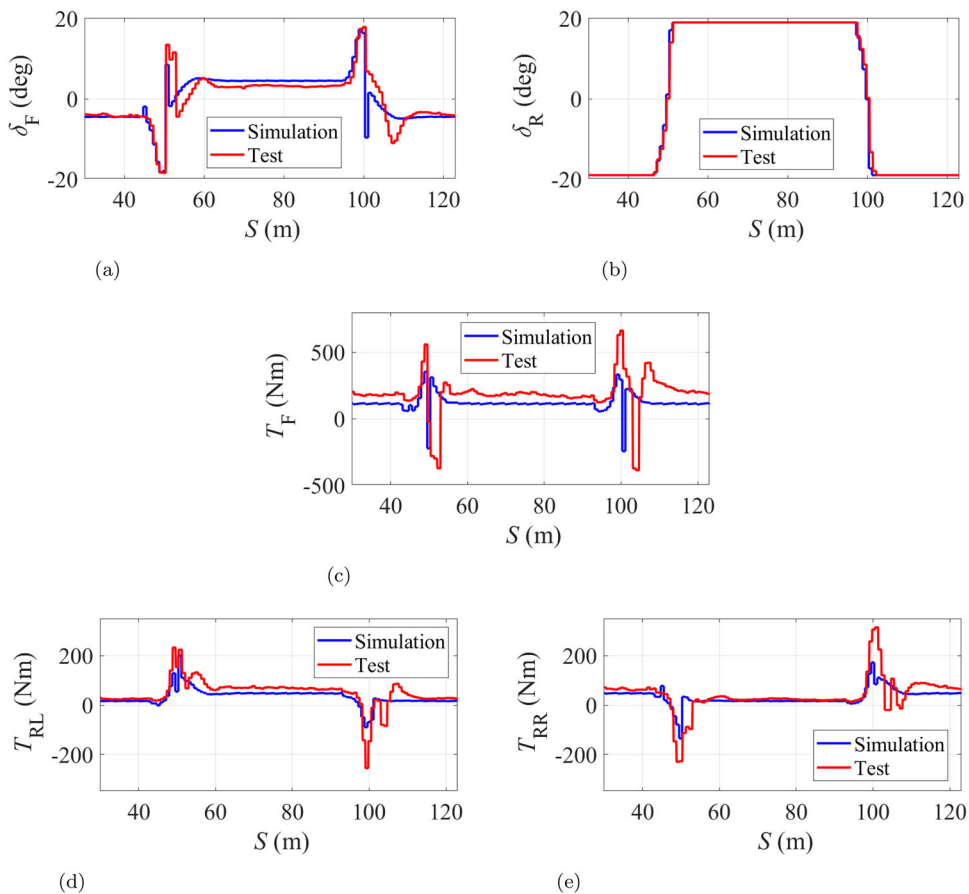 20
0
-20
δF (deg)
Simulation
Test
40 60 80 100 120
S (m)
(a)
20
0
-20
δR (deg)
Simulation
Test
40 60 80 100 120
S (m)
(b)
500
0
-500
TF (Nm)
Simulation
Test
40 60 80 100 120
S (m)
(c)
200
0
-200
TRL (Nm)
Simulation
Test
40 60 80 100 120
S (m)
(d)
200
0
-200
TRR (Nm)
Simulation
Test
40 60 80 100 120
S (m)
(e)